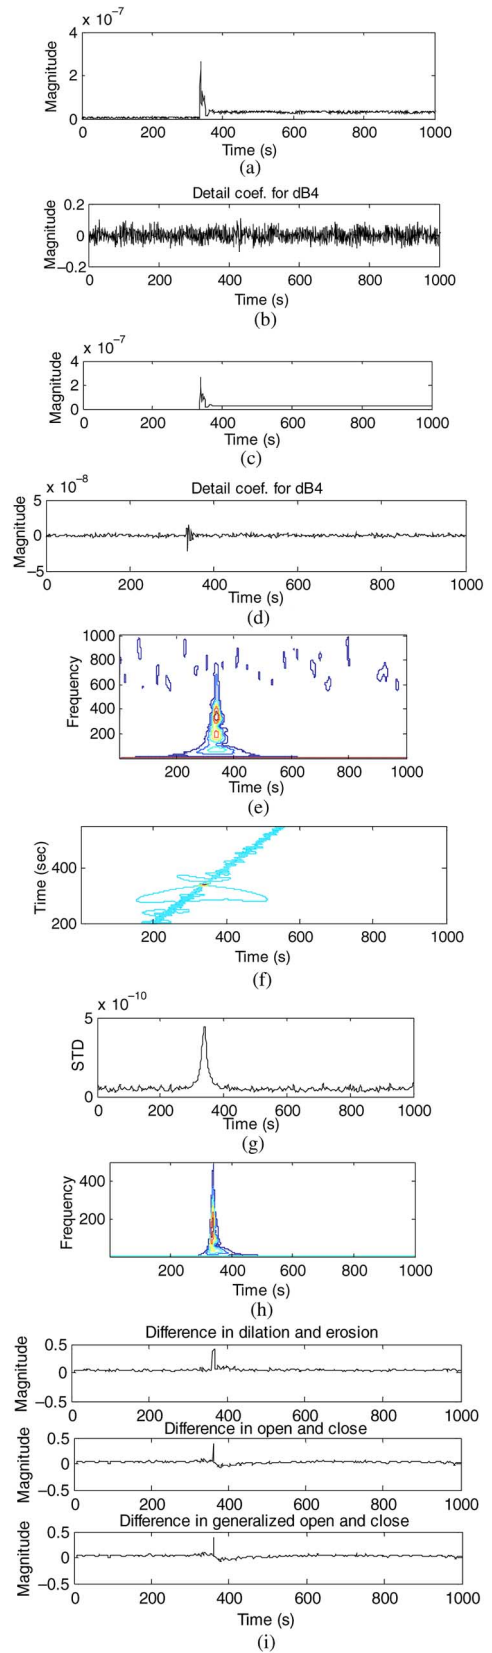 x 10⁻⁷
4
2
0
Magnitude
0 200 400 600 800 1000
Time (s)
(a)
Detail coef. for dB4
0.2
0
−0.2
Magnitude
0 200 400 600 800 1000
Time (s)
(b)
x 10⁻⁷
4
2
0
Magnitude
0 200 400 600 800 1000
Time (s)
(c)
x 10⁻⁸
Detail coef. for dB4
5
0
−5
Magnitude
0 200 400 600 800 1000
Time (s)
(d)
1000
800
600
400
200
Frequency
200 400 600 800 1000
Time (s)
(e)
400
200
Time (sec)
200 400 600 800 1000
Time (s)
(f)
x 10⁻¹⁰
5
0
STD
0 200 400 600 800 1000
Time (s)
(g)
400
200
Frequency
200 400 600 800 1000
Time (s)
(h)
Difference in dilation and erosion
0.5
0
−0.5
Magnitude
0 200 400 600 800 1000
Difference in open and close
0.5
0
−0.5
Magnitude
0 200 400 600 800 1000
Difference in generalized open and close
0.5
0
−0.5
Magnitude
0 200 400 600 800 1000
Time (s)
(i)